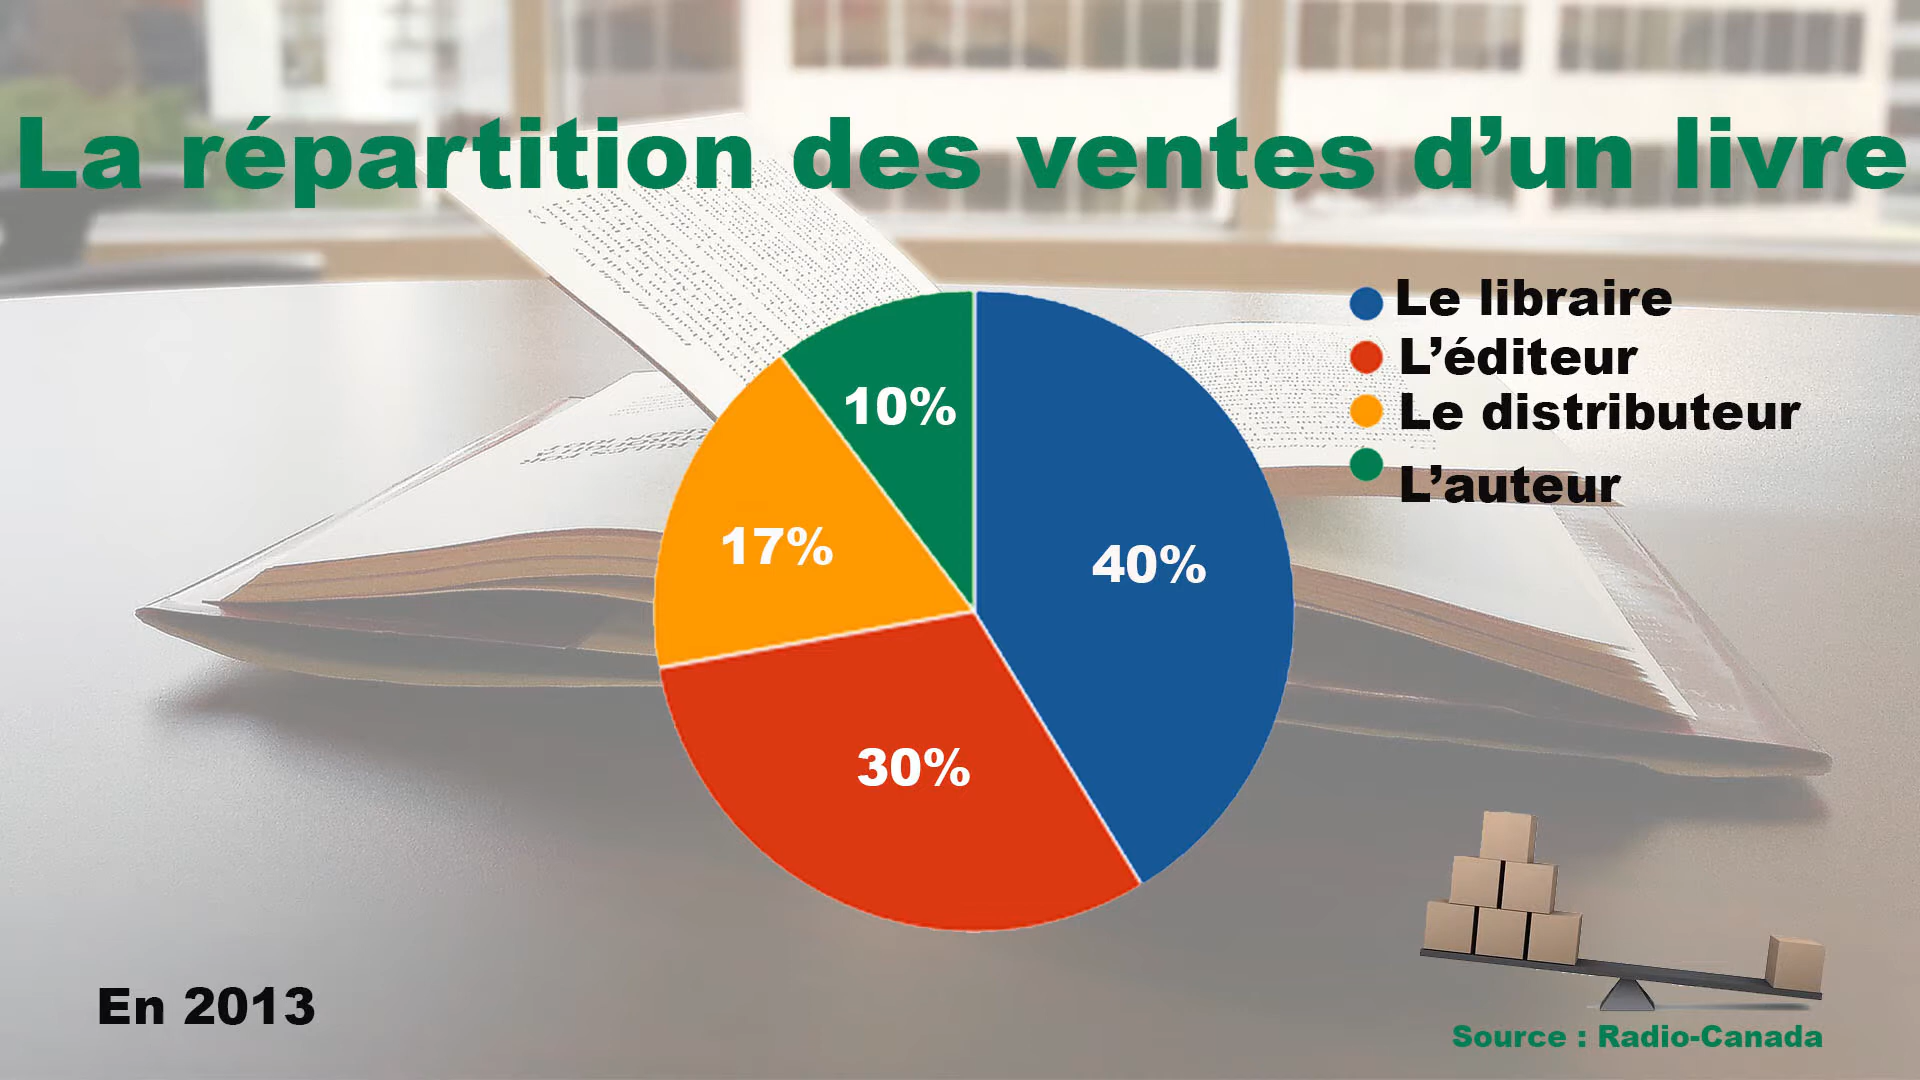 La répartition des ventes d’un livre
Le libraire
L’éditeur
Le distributeur
L’auteur
10%
17%
40%
30%
En 2013
Source : Radio-Canada